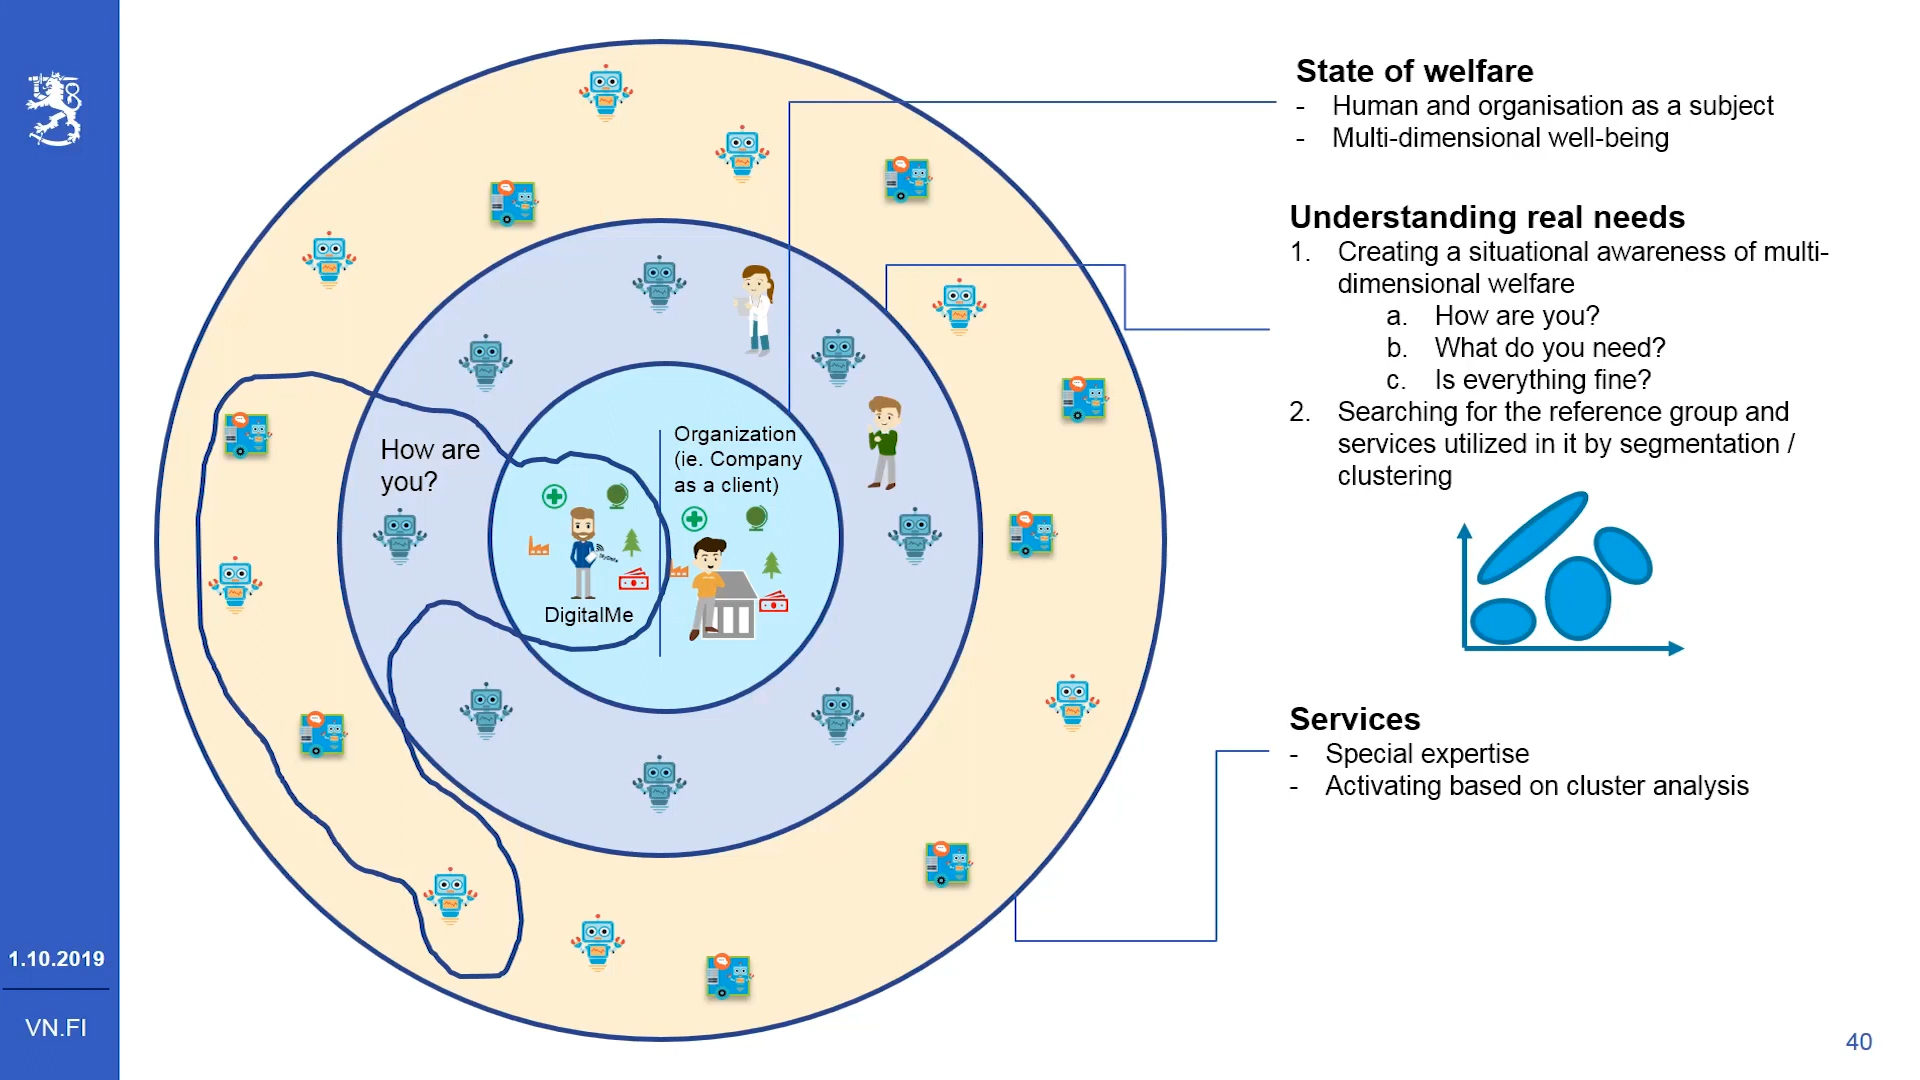 State of welfare
- Human and organisation as a subject
- Multi-dimensional well-being
Understanding real needs
1. Creating a situational awareness of multi-
dimensional welfare
a. How are you?
b. What do you need?
c. Is everything fine?
2. Searching for the reference group and
services utilized in it by segmentation /
clustering
Services
- Special expertise
- Activating based on cluster analysis
How are
you?
Organization
(ie. Company
as a client)
DigitalMe
1.10.2019
VN.FI
40